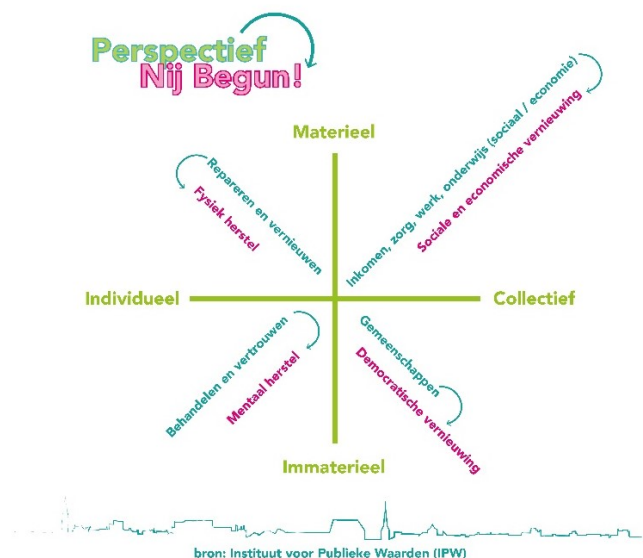 Perspectief
Nij Begun!
Materieel
Repareren en vernieuwen
Fysiek herstel
Inkomen, zorg, werk, onderwijs (sociaal / economie)
Sociale en economische vernieuwing
Individueel
Collectief
Behandelen en vertrouwen
Mentaal herstel
Gemeenschappen
Democratische vernieuwing
Immaterieel
bron: Instituut voor Publieke Waarden (IPW)